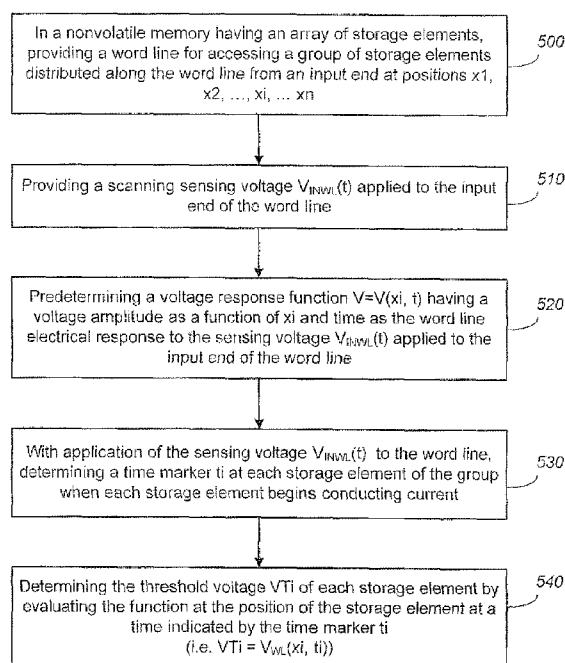 In a nonvolatile memory having an array of storage elements,
providing a word line for accessing a group of storage elements
distributed along the word line from an input end at positions x1,
x2, ..., xi, ... xn
500
Providing a scanning sensing voltage VINWL(t) applied to the input
end of the word line
510
Predetermining a voltage response function V=V(xi, t) having a
voltage amplitude as a function of xi and time as the word line
electrical response to the sensing voltage VINWL(t) applied to the
input end of the word line
520
With application of the sensing voltage VINWL(t) to the word line,
determining a time marker ti at each storage element of the group
when each storage element begins conducting current
530
Determining the threshold voltage VTi of each storage element by
evaluating the function at the position of the storage element at a
time indicated by the time marker ti
(i.e. VTi = VWL(xi, ti))
540